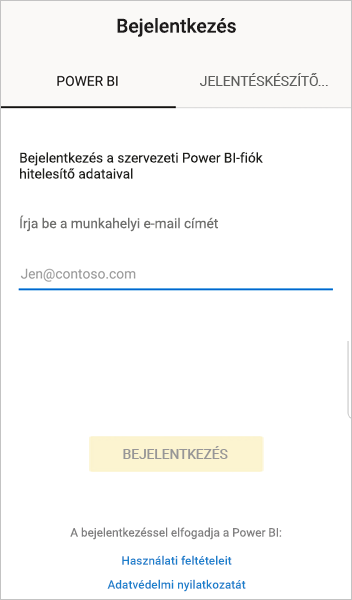 Bejelentkezés
POWER BI
JELENTÉSKÉSZÍTŐ...
Bejelentkezés a szervezeti Power BI-fiók
hitelesítő adataival
Írja be a munkahelyi e-mail címét
Jen@contoso.com
BEJELENTKEZÉS
A bejelentkezéssel elfogadja a Power BI:
Használati feltételeit
Adatvédelmi nyilatkozatát